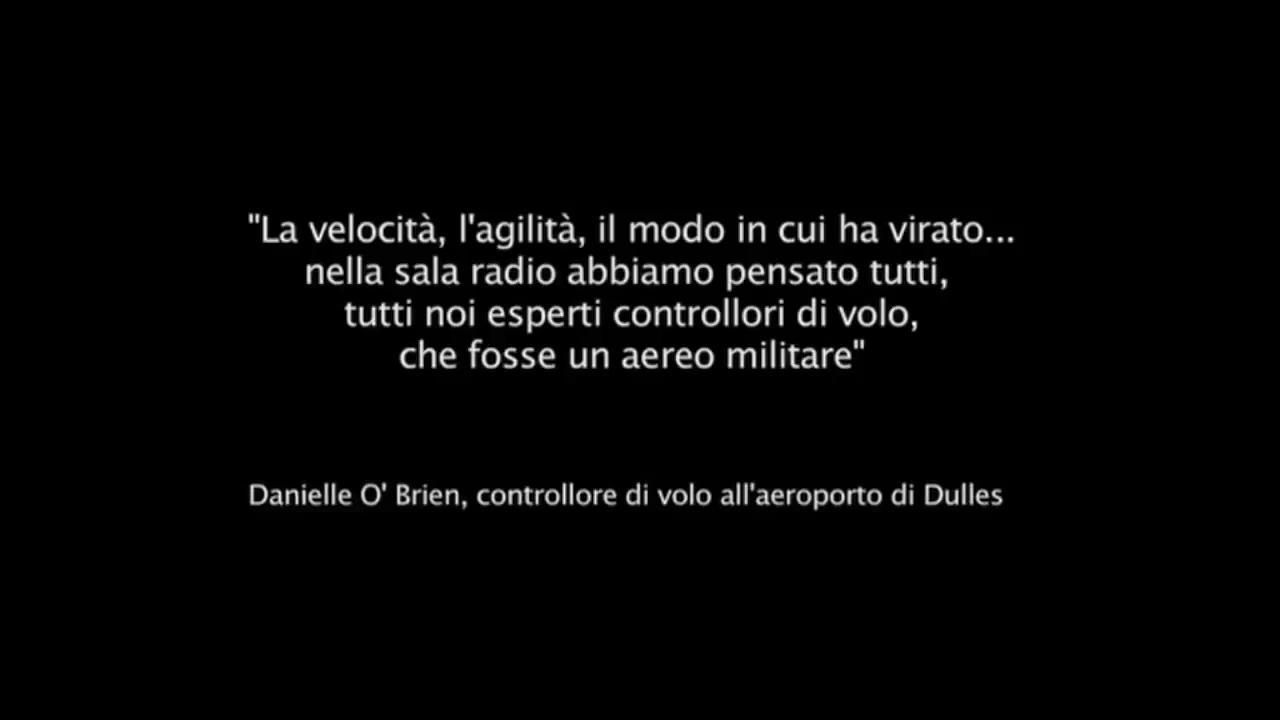 "La velocità, l'agilità, il modo in cui ha virato...
nella sala radio abbiamo pensato tutti,
tutti noi esperti controllori di volo,
che fosse un aereo militare"
Danielle O' Brien, controllore di volo all'aeroporto di Dulles